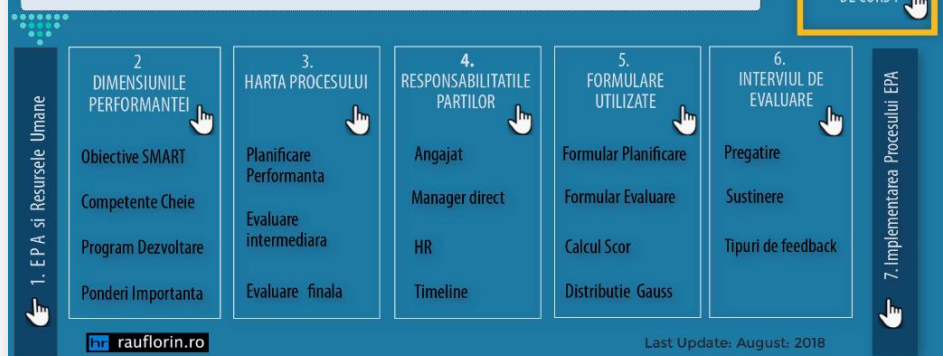 DE CURS !
1. E P A si Resursele Umane
2
DIMENSIUNILE
PERFORMANTEI
Obiective SMART
Competente Cheie
Program Dezvoltare
Ponderi Importanta
3.
HARTA PROCESULUI
Planificare
Performanta
Evaluare
intermediara
Evaluare finala
4.
RESPONSABILITATILE
PARTILOR
Angajat
Manager direct
HR
Timeline
5.
FORMULARE
UTILIZATE
Formular Planificare
Formular Evaluare
Calcul Scor
Distributie Gauss
6.
INTERVIUL DE
EVALUARE
Pregatire
Sustinere
Tipuri de feedback
7. Implementarea Procesului EPA
hr rauflorin.ro
Last Update: August: 2018